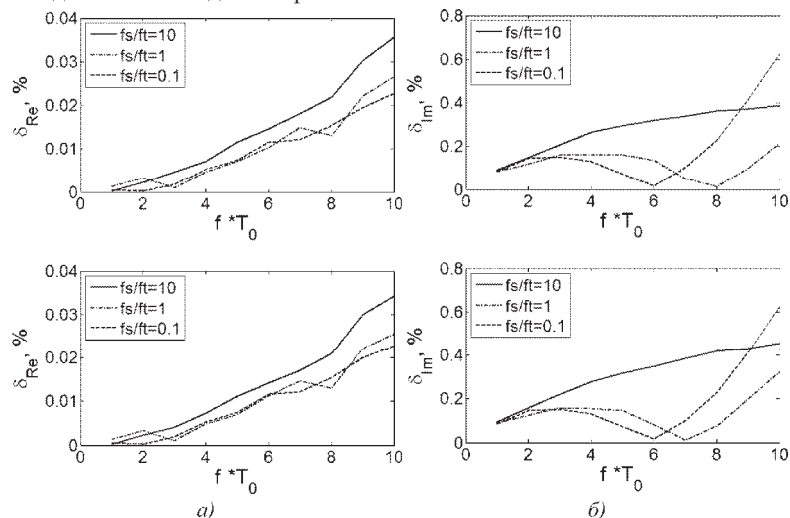 0.04
0.03
0.02
0.01
0
δRe, %
fs/ft=10
fs/ft=1
fs/ft=0.1
0 2 4 6 8 10
f *T0
0.8
0.6
0.4
0.2
0
δIm, %
fs/ft=10
fs/ft=1
fs/ft=0.1
0 2 4 6 8 10
f *T0
0.04
0.03
0.02
0.01
0
δRe, %
fs/ft=10
fs/ft=1
fs/ft=0.1
0 2 4 6 8 10
f *T0
0.8
0.6
0.4
0.2
0
δIm, %
fs/ft=10
fs/ft=1
fs/ft=0.1
0 2 4 6 8 10
f *T0
а)
б)